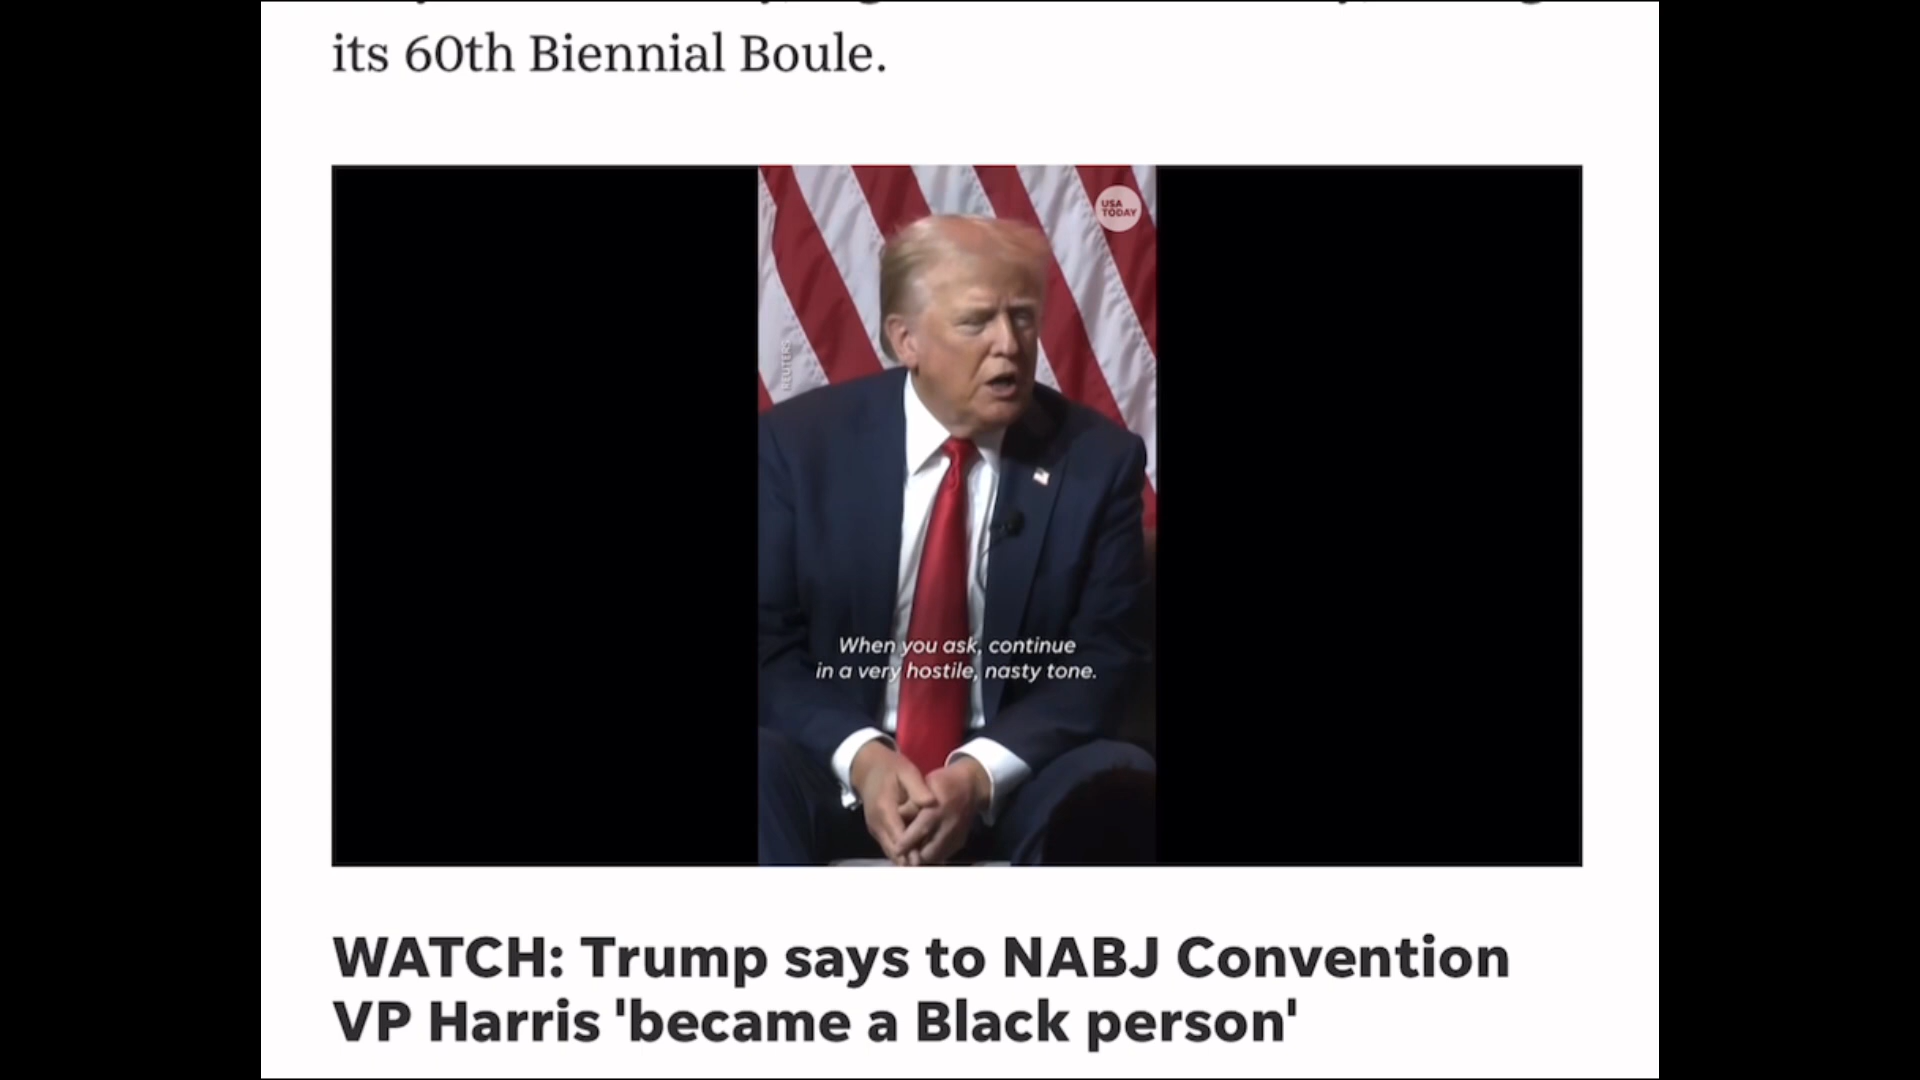 its 60th Biennial Boule.
USA
TODAY
REUTERS
When you ask, continue
in a very hostile, nasty tone.
WATCH: Trump says to NABJ Convention
VP Harris 'became a Black person'